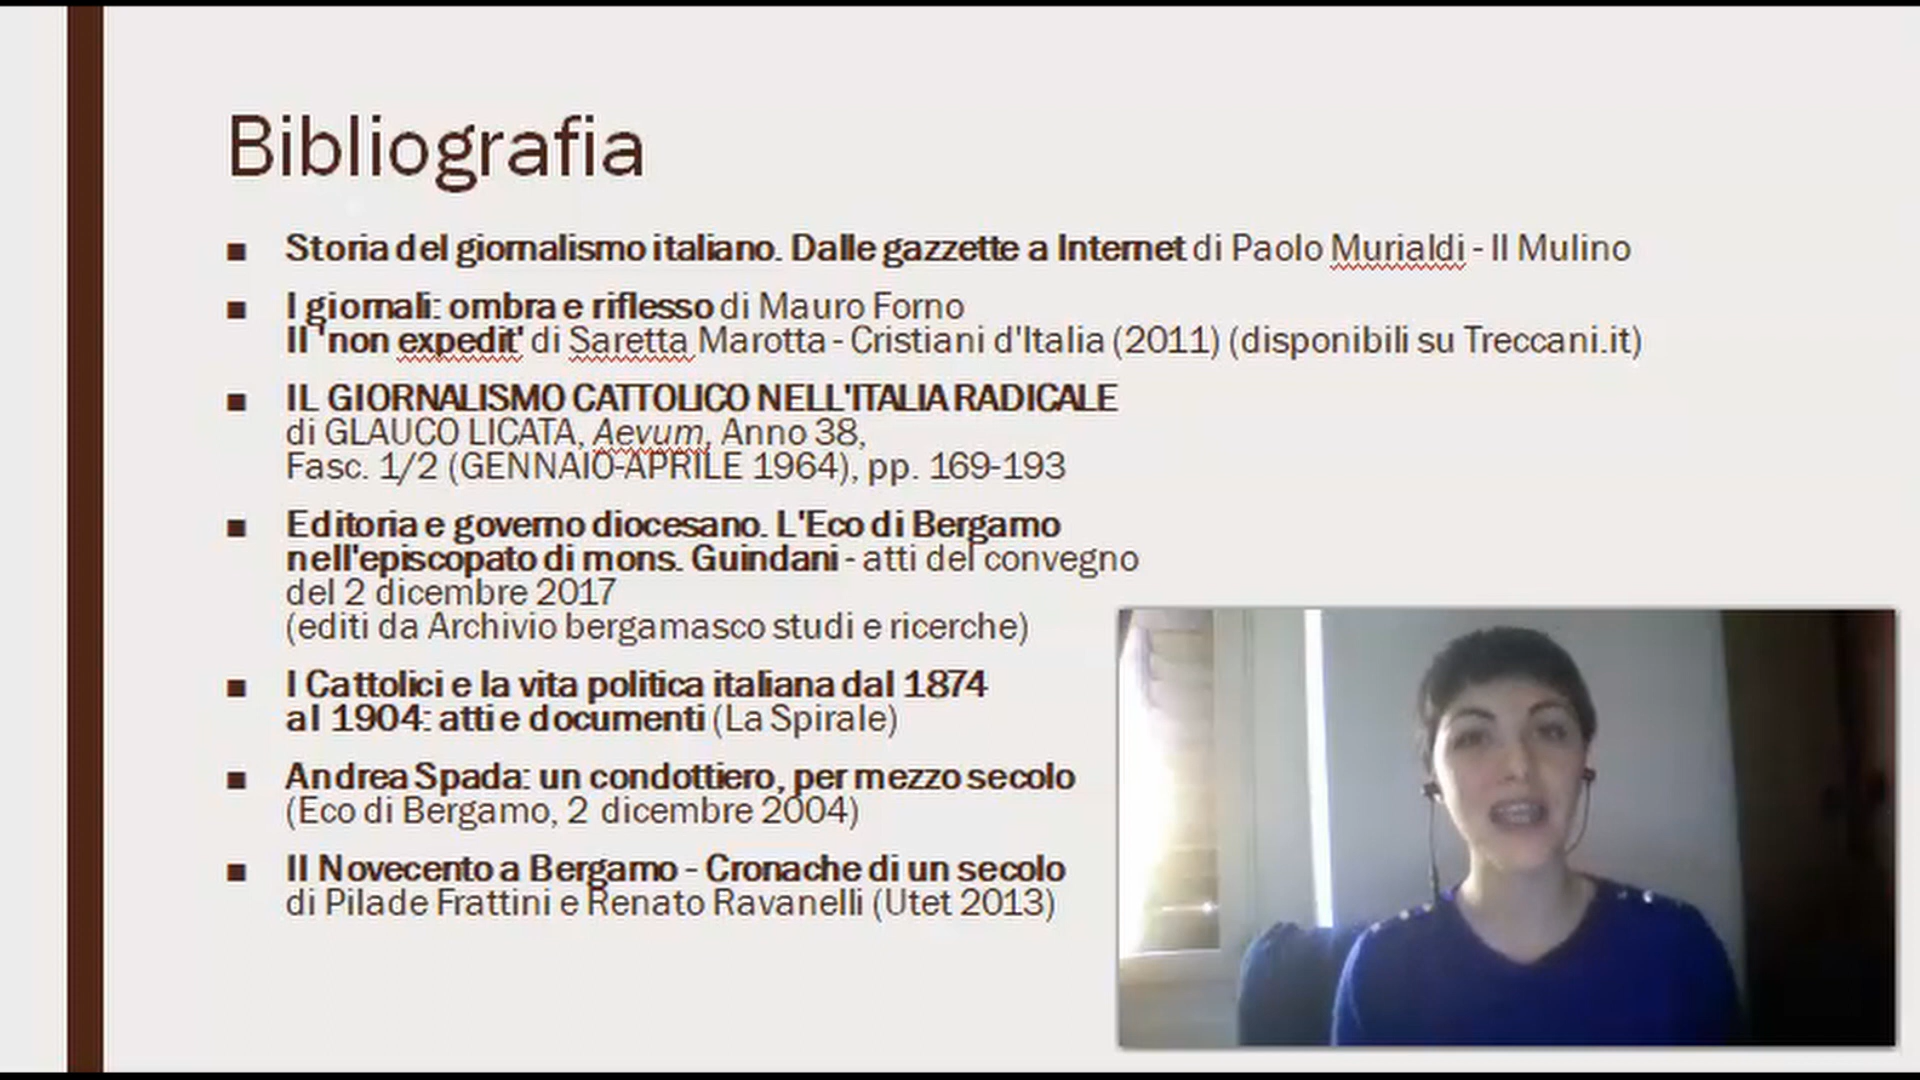 Bibliografia
Storia del giornalismo italiano. Dalle gazzette a Internet di Paolo Murialdi - Il Mulino
I giornali: ombra e riflesso di Mauro Forno
Il 'non expedit' di Saretta Marotta - Cristiani d'Italia (2011) (disponibili su Treccani.it)
IL GIORNALISMO CATTOLICO NELL'ITALIA RADICALE
di GLAUCO LICATA, Aevum, Anno 38,
Fasc. 1/2 (GENNAIO-APRILE 1964), pp. 169-193
Editoria e governo diocesano. L'Eco di Bergamo
nell'episcopato di mons. Guindani - atti del convegno
del 2 dicembre 2017
(editi da Archivio bergamasco studi e ricerche)
I Cattolici e la vita politica italiana dal 1874
al 1904: atti e documenti (La Spirale)
Andrea Spada: un condottiero, per mezzo secolo
(Eco di Bergamo, 2 dicembre 2004)
Il Novecento a Bergamo - Cronache di un secolo
di Pilade Frattini e Renato Ravanelli (Utet 2013)